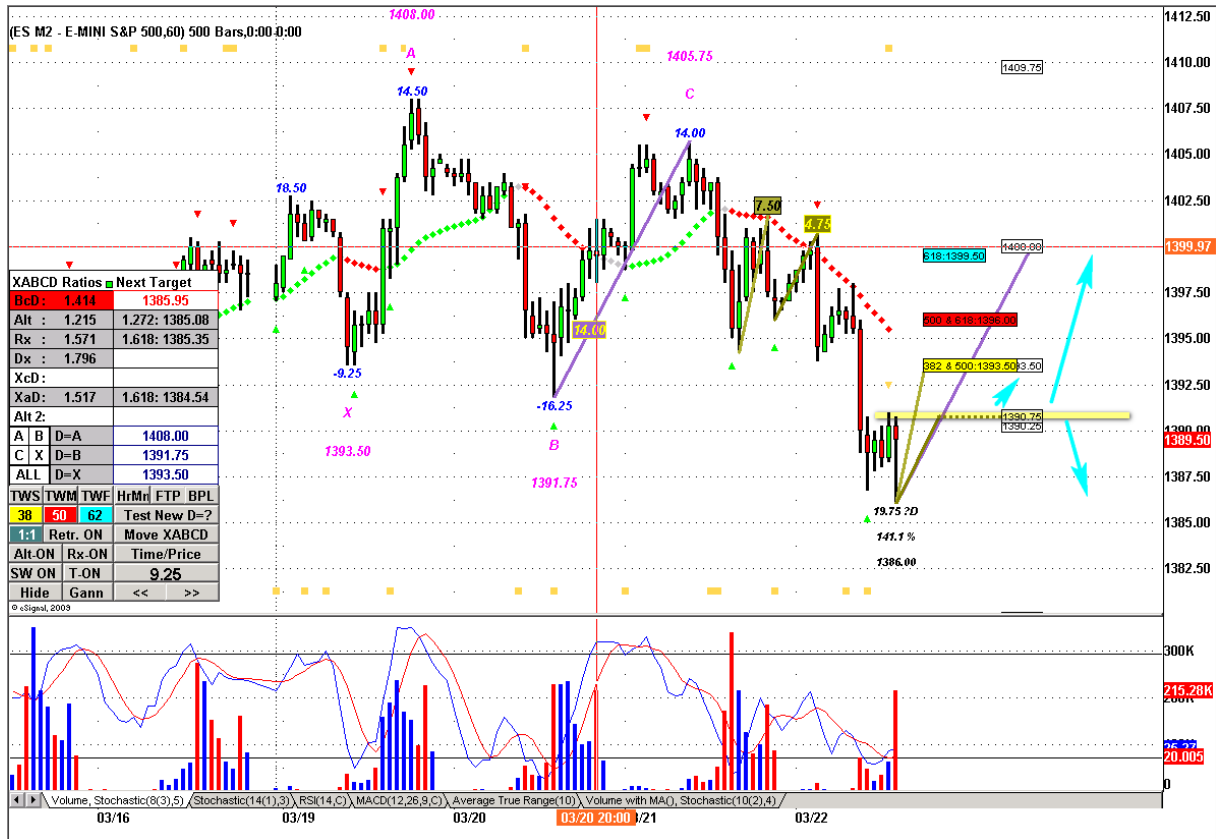 (ES M2 - E-MINI S&P 500,60) 500 Bars,0:00-0:00
1408.00
A
14.50
18.50
-9.25
X
1393.50
14.00
-16.25
B
1391.75
1405.75
C
14.00
7.50
4.75
1409.75
1400.00
618:1399.50
500 & 618:1396.00
382 & 500:1393.50
1390.75
1390.25
19.75 ?D
141.1 %
1386.00
1412.50
1410.00
1407.50
1405.00
1402.50
1399.97
1397.50
1395.00
1392.50
1390.00
1389.50
1387.50
1385.00
1382.50
XABCD Ratios Next Target
BcD: 1.414 1385.95
Alt : 1.215 1.272: 1385.08
Rx : 1.571 1.618: 1385.35
Dx : 1.796
XcD:
XaD: 1.517 1.618: 1384.54
Alt 2:
A B D=A 1408.00
C X D=B 1391.75
ALL D=X 1393.50
TWS TWM TWF HrMn FTP BPL
38 50 62 Test New D=?
1:1 Retr. ON Move XABCD
Alt-ON Rx-ON Time/Price
SW ON T-ON 9.25
Hide Gann << >>
© eSignal, 2009
300K
215.28K
20.005
0
Volume, Stochastic(8(3),5) Stochastic(14(1),3) RSI(14,C) MACD(12,26,9,C) Average True Range(10) Volume with MA(), Stochastic(10(2),4)
03/16 03/19 03/20 03/20 20:00 03/21 03/22